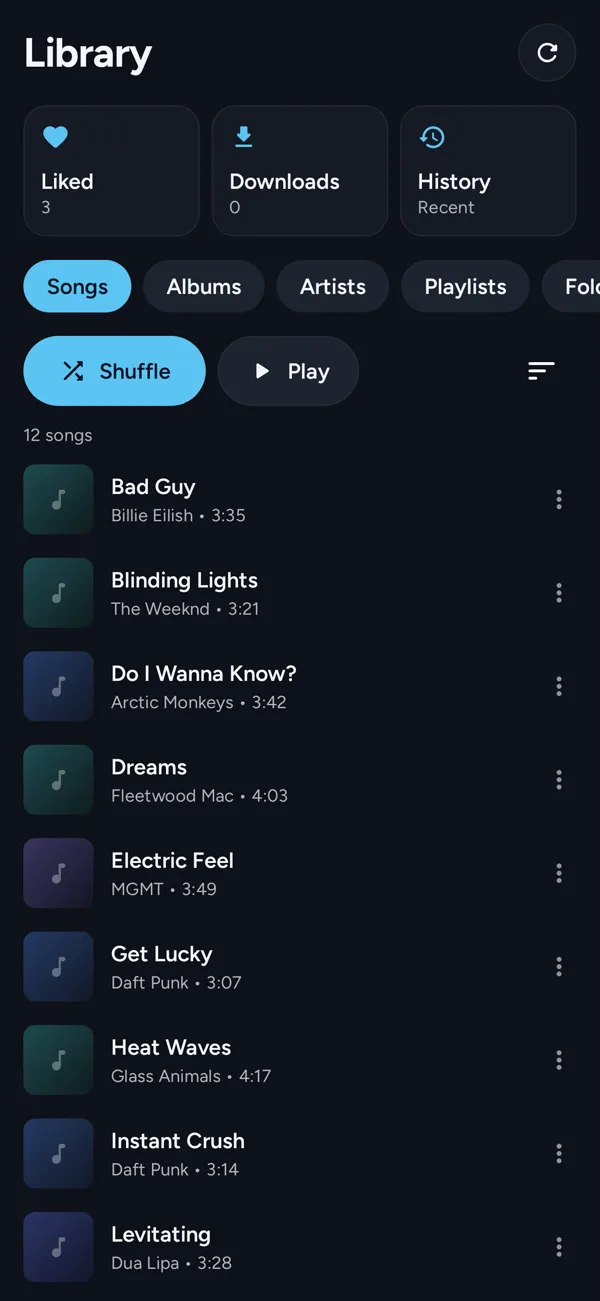 Library
Liked
3
Downloads
0
History
Recent
Songs
Albums
Artists
Playlists
Shuffle
Play
12 songs
Bad Guy
Billie Eilish • 3:35
Blinding Lights
The Weeknd • 3:21
Do I Wanna Know?
Arctic Monkeys • 3:42
Dreams
Fleetwood Mac • 4:03
Electric Feel
MGMT • 3:49
Get Lucky
Daft Punk • 3:07
Heat Waves
Glass Animals • 4:17
Instant Crush
Daft Punk • 3:14
Levitating
Dua Lipa • 3:28